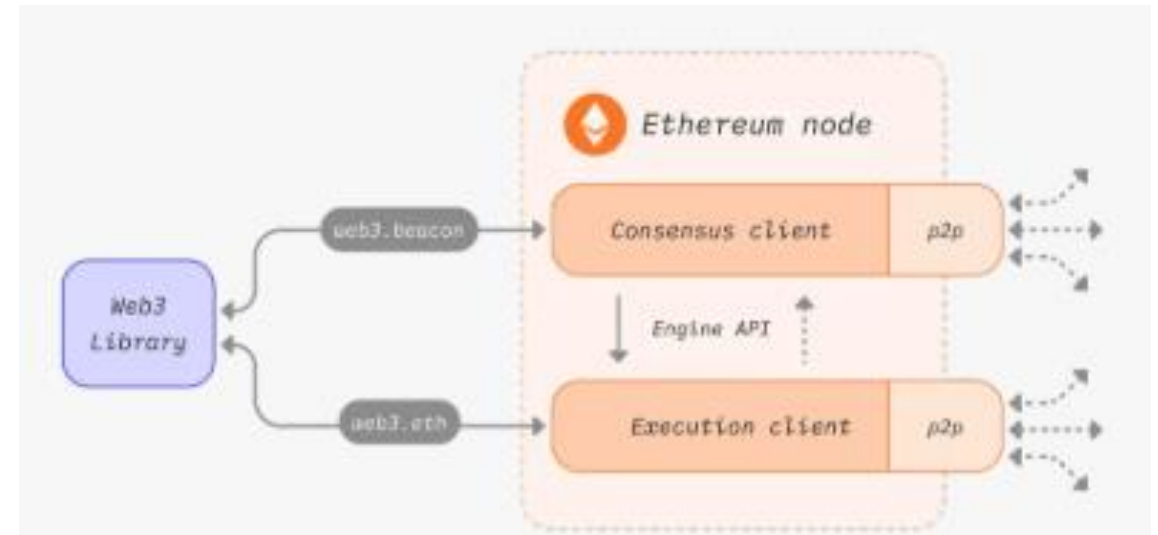 Ethereum node
web3.beacon
Consensus client
p2p
Web3
Library
Engine API
web3.eth
Execution client
p2p